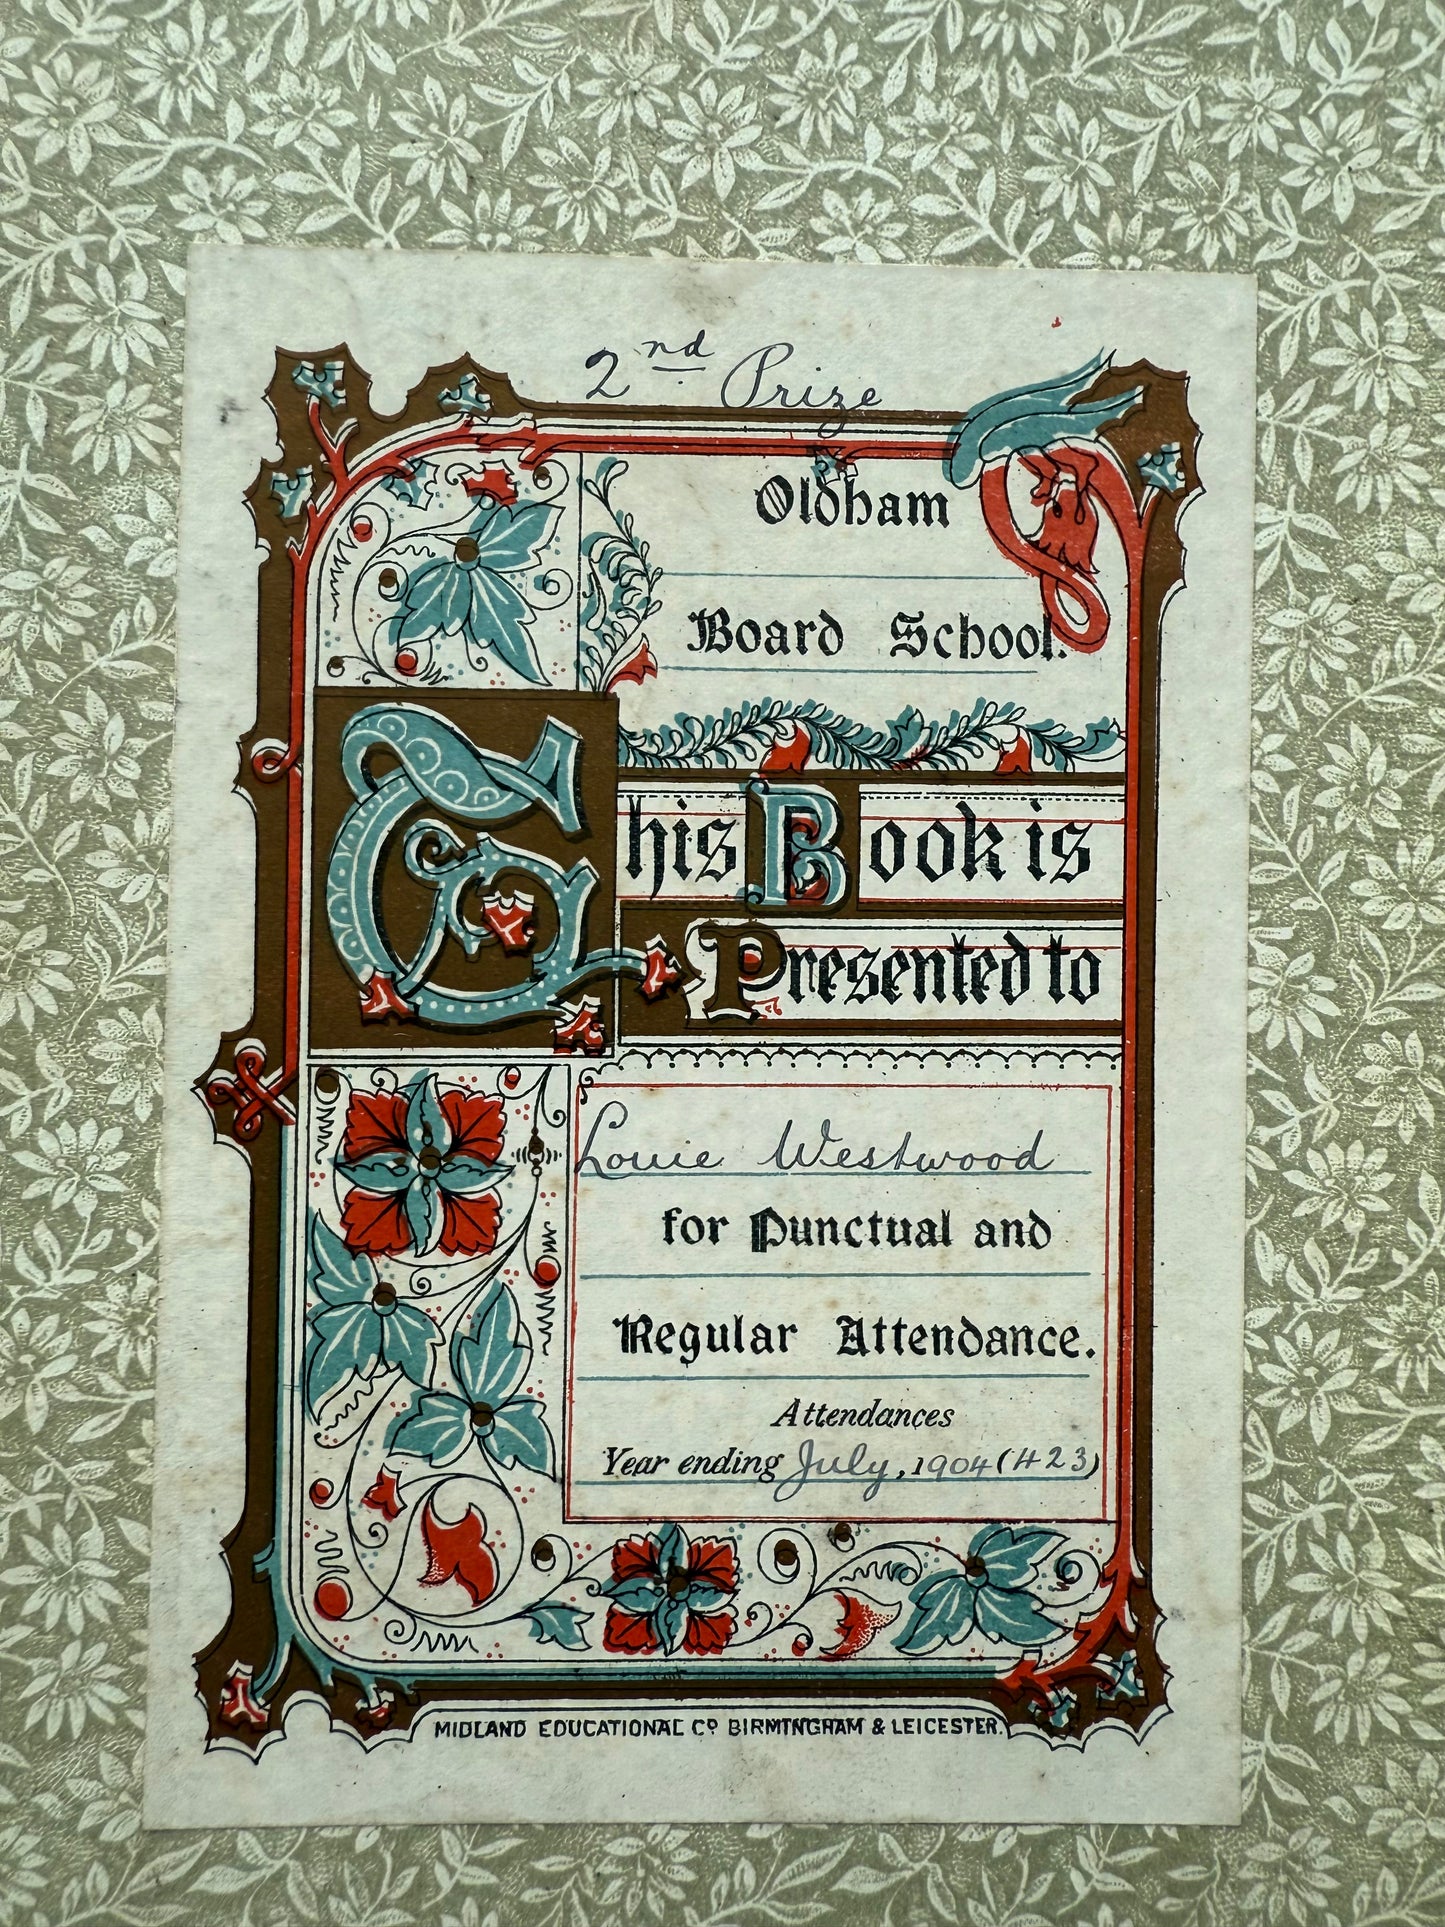 2nd Prize
Oldham
Board School.
This Book is
Presented to
Louie Westwood
for Punctual and
Regular Attendance.
Attendances
Year ending July, 1904 (423)
MIDLAND EDUCATIONAL Co. BIRMINGHAM & LEICESTER.